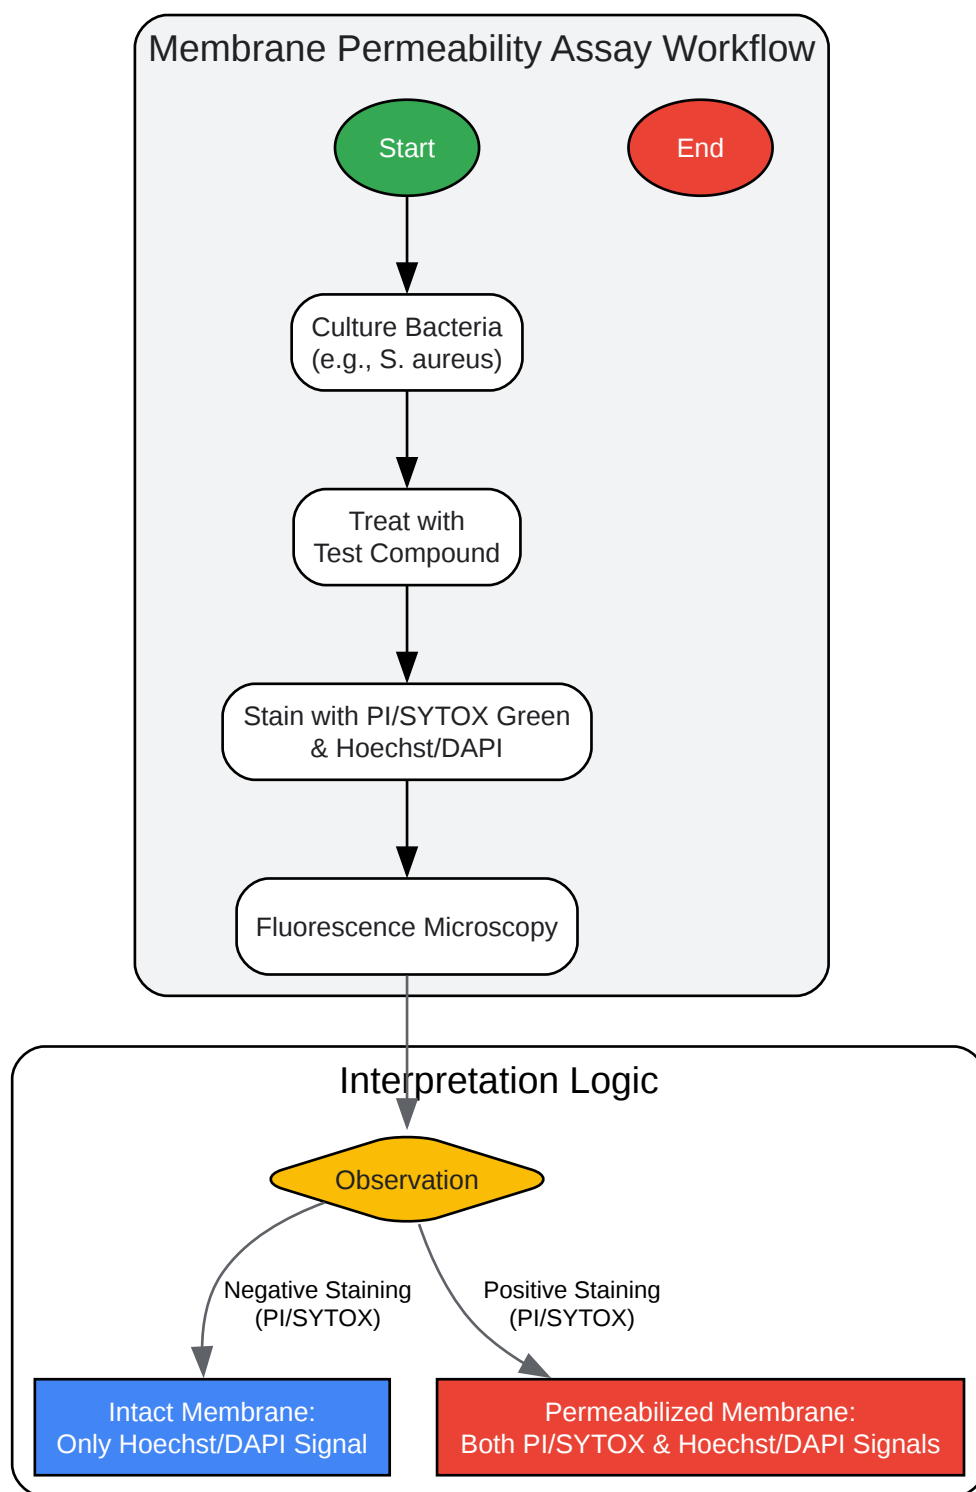 Membrane Permeability Assay Workflow
Start
End
Culture Bacteria
(e.g., S. aureus)
Treat with
Test Compound
Stain with PI/SYTOX Green
& Hoechst/DAPI
Fluorescence Microscopy
Interpretation Logic
Observation
Negative Staining
(PI/SYTOX)
Positive Staining
(PI/SYTOX)
Intact Membrane:
Only Hoechst/DAPI Signal
Permeabilized Membrane:
Both PI/SYTOX & Hoechst/DAPI Signals